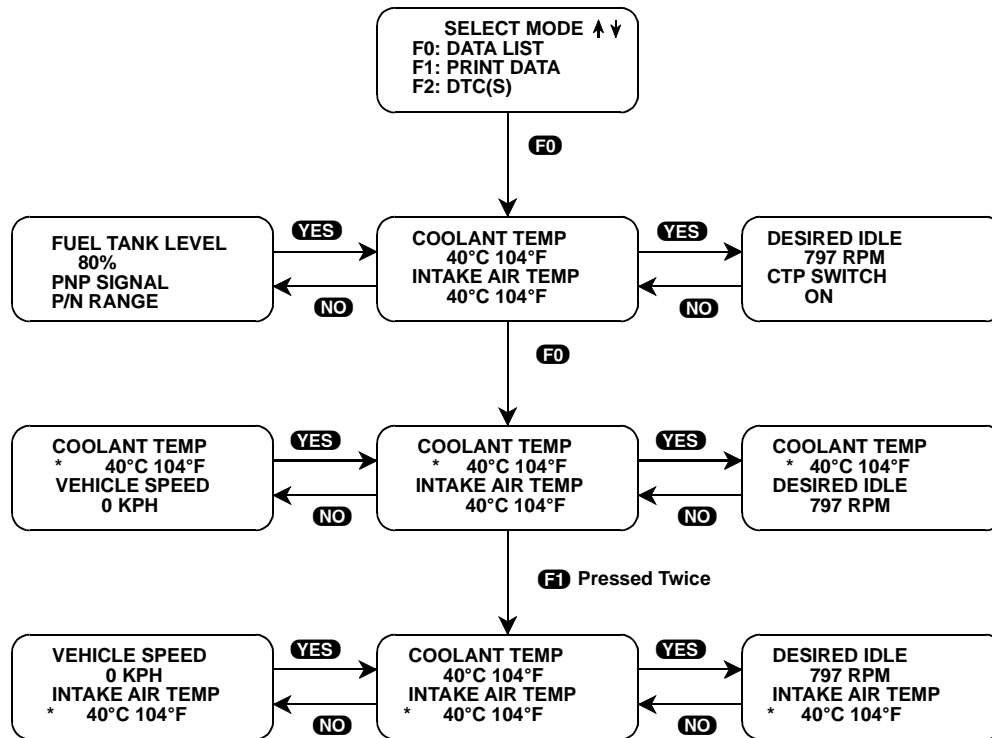 SELECT MODE
F0: DATA LIST
F1: PRINT DATA
F2: DTC(S)
F0
FUEL TANK LEVEL
80%
PNP SIGNAL
P/N RANGE
YES
NO
COOLANT TEMP
40°C 104°F
INTAKE AIR TEMP
40°C 104°F
YES
NO
DESIRED IDLE
797 RPM
CTP SWITCH
ON
F0
COOLANT TEMP
* 40°C 104°F
VEHICLE SPEED
0 KPH
YES
NO
COOLANT TEMP
* 40°C 104°F
INTAKE AIR TEMP
40°C 104°F
YES
NO
COOLANT TEMP
* 40°C 104°F
DESIRED IDLE
797 RPM
F1 Pressed Twice
VEHICLE SPEED
0 KPH
INTAKE AIR TEMP
* 40°C 104°F
YES
NO
COOLANT TEMP
40°C 104°F
INTAKE AIR TEMP
* 40°C 104°F
YES
NO
DESIRED IDLE
797 RPM
INTAKE AIR TEMP
* 40°C 104°F